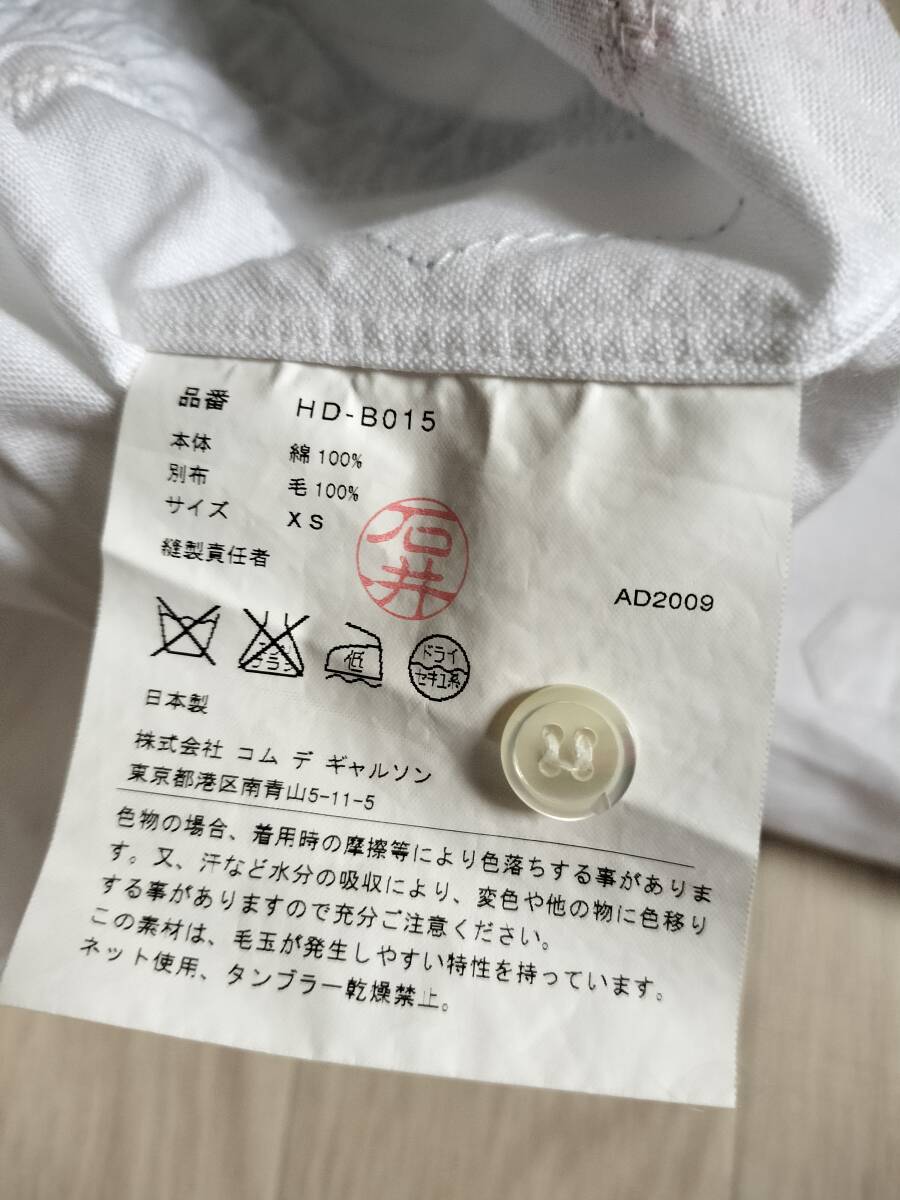 品番 HD-B015
本体 綿 100%
別布 毛 100%
サイズ XS
縫製責任者
石井
AD2009
エンソ
サラシ
低
ドライ
セキユ系
日本製
株式会社 コム デ ギャルソン
東京都港区南青山5-11-5
色物の場合、着用時の摩擦等により色落ちする事がありま
す。又、汗など水分の吸収により、変色や他の物に色移り
する事がありますので充分ご注意ください。
この素材は、毛玉が発生しやすい特性を持っています。
ネット使用、タンブラー乾燥禁止。